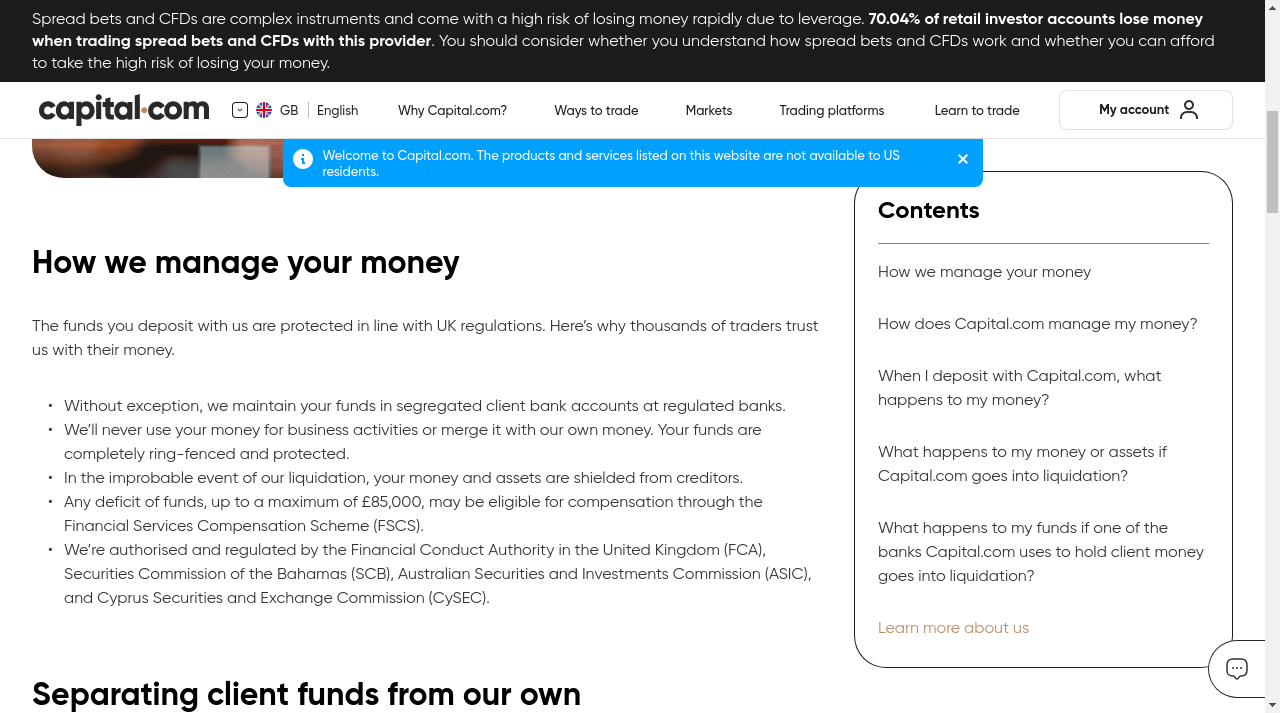 Spread bets and CFDs are complex instruments and come with a high risk of losing money rapidly due to leverage. 70.04% of retail investor accounts lose money
when trading spread bets and CFDs with this provider. You should consider whether you understand how spread bets and CFDs work and whether you can afford
to take the high risk of losing your money.
capital.com
GB
English
Why Capital.com?
Ways to trade
Markets
Trading platforms
Learn to trade
My account
Welcome to Capital.com. The products and services listed on this website are not available to US
residents.
How we manage your money
The funds you deposit with us are protected in line with UK regulations. Here’s why thousands of traders trust
us with their money.
• Without exception, we maintain your funds in segregated client bank accounts at regulated banks.
• We’ll never use your money for business activities or merge it with our own money. Your funds are
completely ring-fenced and protected.
• In the improbable event of our liquidation, your money and assets are shielded from creditors.
• Any deficit of funds, up to a maximum of £85,000, may be eligible for compensation through the
Financial Services Compensation Scheme (FSCS).
• We’re authorised and regulated by the Financial Conduct Authority in the United Kingdom (FCA),
Securities Commission of the Bahamas (SCB), Australian Securities and Investments Commission (ASIC),
and Cyprus Securities and Exchange Commission (CySEC).
Separating client funds from our own
Contents
How we manage your money
How does Capital.com manage my money?
When I deposit with Capital.com, what
happens to my money?
What happens to my money or assets if
Capital.com goes into liquidation?
What happens to my funds if one of the
banks Capital.com uses to hold client money
goes into liquidation?
Learn more about us